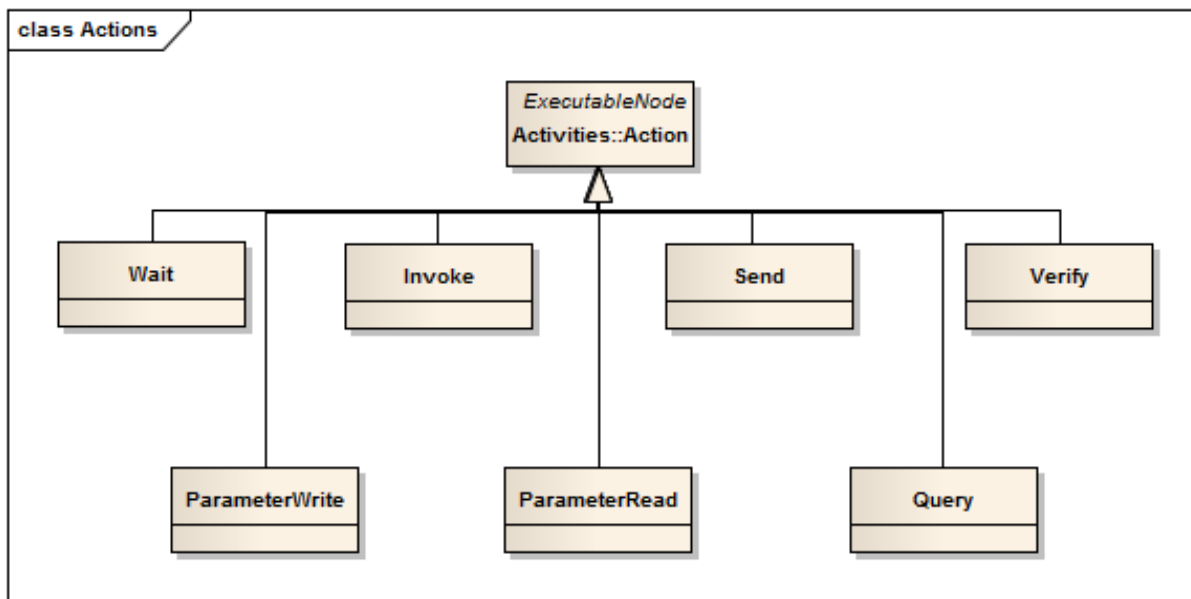 class Actions
ExecutableNode
Activities::Action
Wait
Invoke
Send
Verify
ParameterWrite
ParameterRead
Query